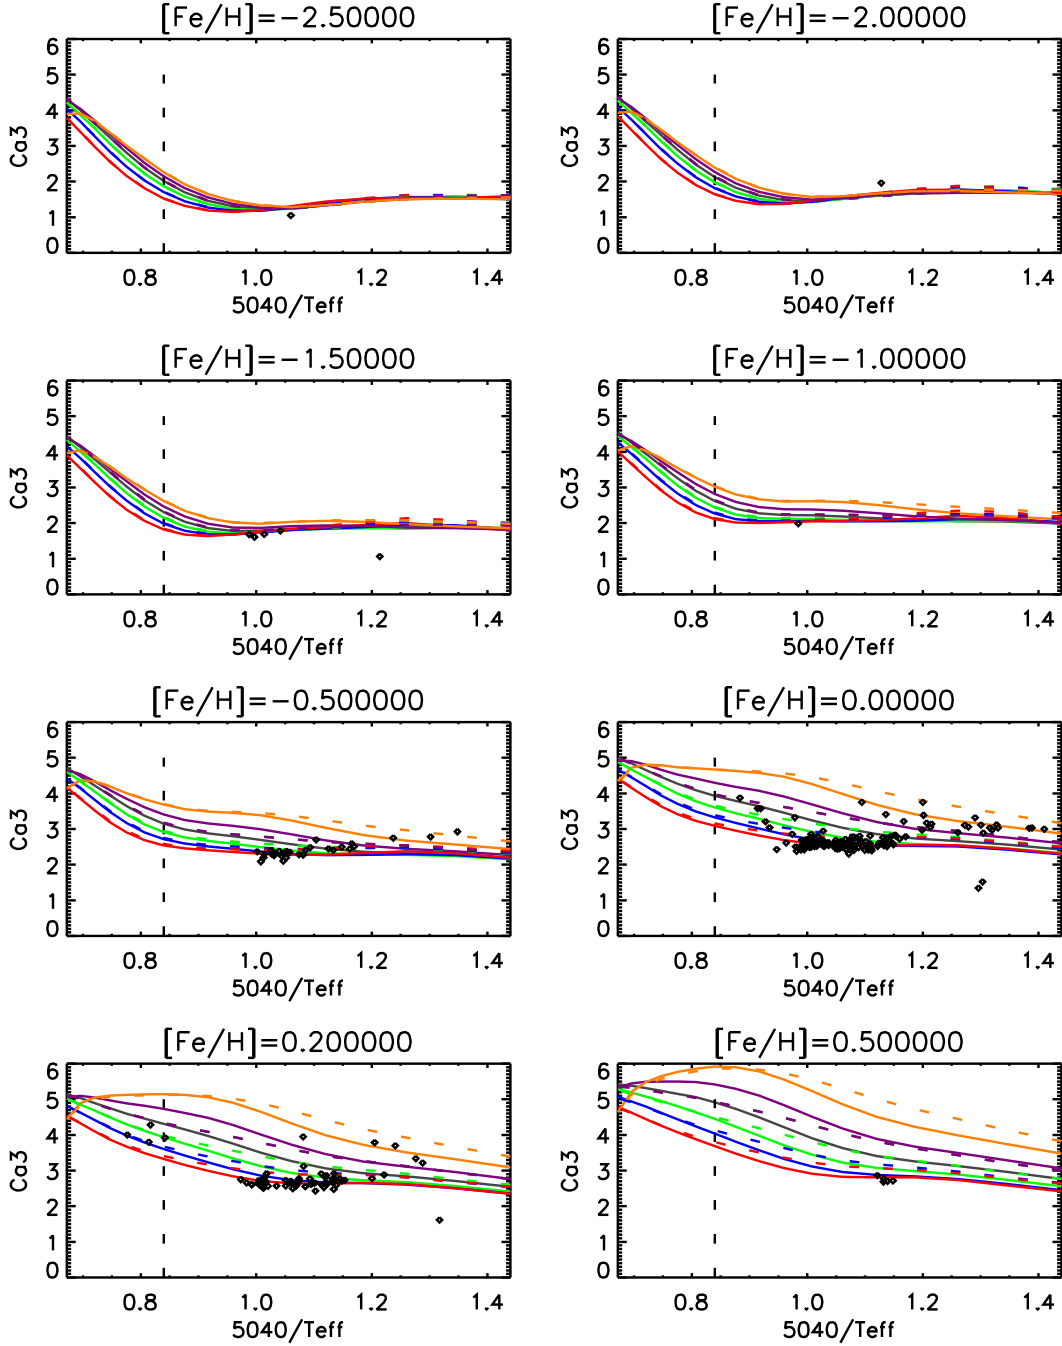 [Fe/H]=−2.50000
[Fe/H]=−2.00000
6
5
4
3
2
1
0
Ca3
0.8 1.0 1.2 1.4
5040/Teff
6
5
4
3
2
1
0
Ca3
0.8 1.0 1.2 1.4
5040/Teff
[Fe/H]=−1.50000
[Fe/H]=−1.00000
6
5
4
3
2
1
0
Ca3
0.8 1.0 1.2 1.4
5040/Teff
6
5
4
3
2
1
0
Ca3
0.8 1.0 1.2 1.4
5040/Teff
[Fe/H]=−0.500000
[Fe/H]=0.00000
6
5
4
3
2
1
0
Ca3
0.8 1.0 1.2 1.4
5040/Teff
6
5
4
3
2
1
0
Ca3
0.8 1.0 1.2 1.4
5040/Teff
[Fe/H]=0.200000
[Fe/H]=0.500000
6
5
4
3
2
1
0
Ca3
0.8 1.0 1.2 1.4
5040/Teff
6
5
4
3
2
1
0
Ca3
0.8 1.0 1.2 1.4
5040/Teff